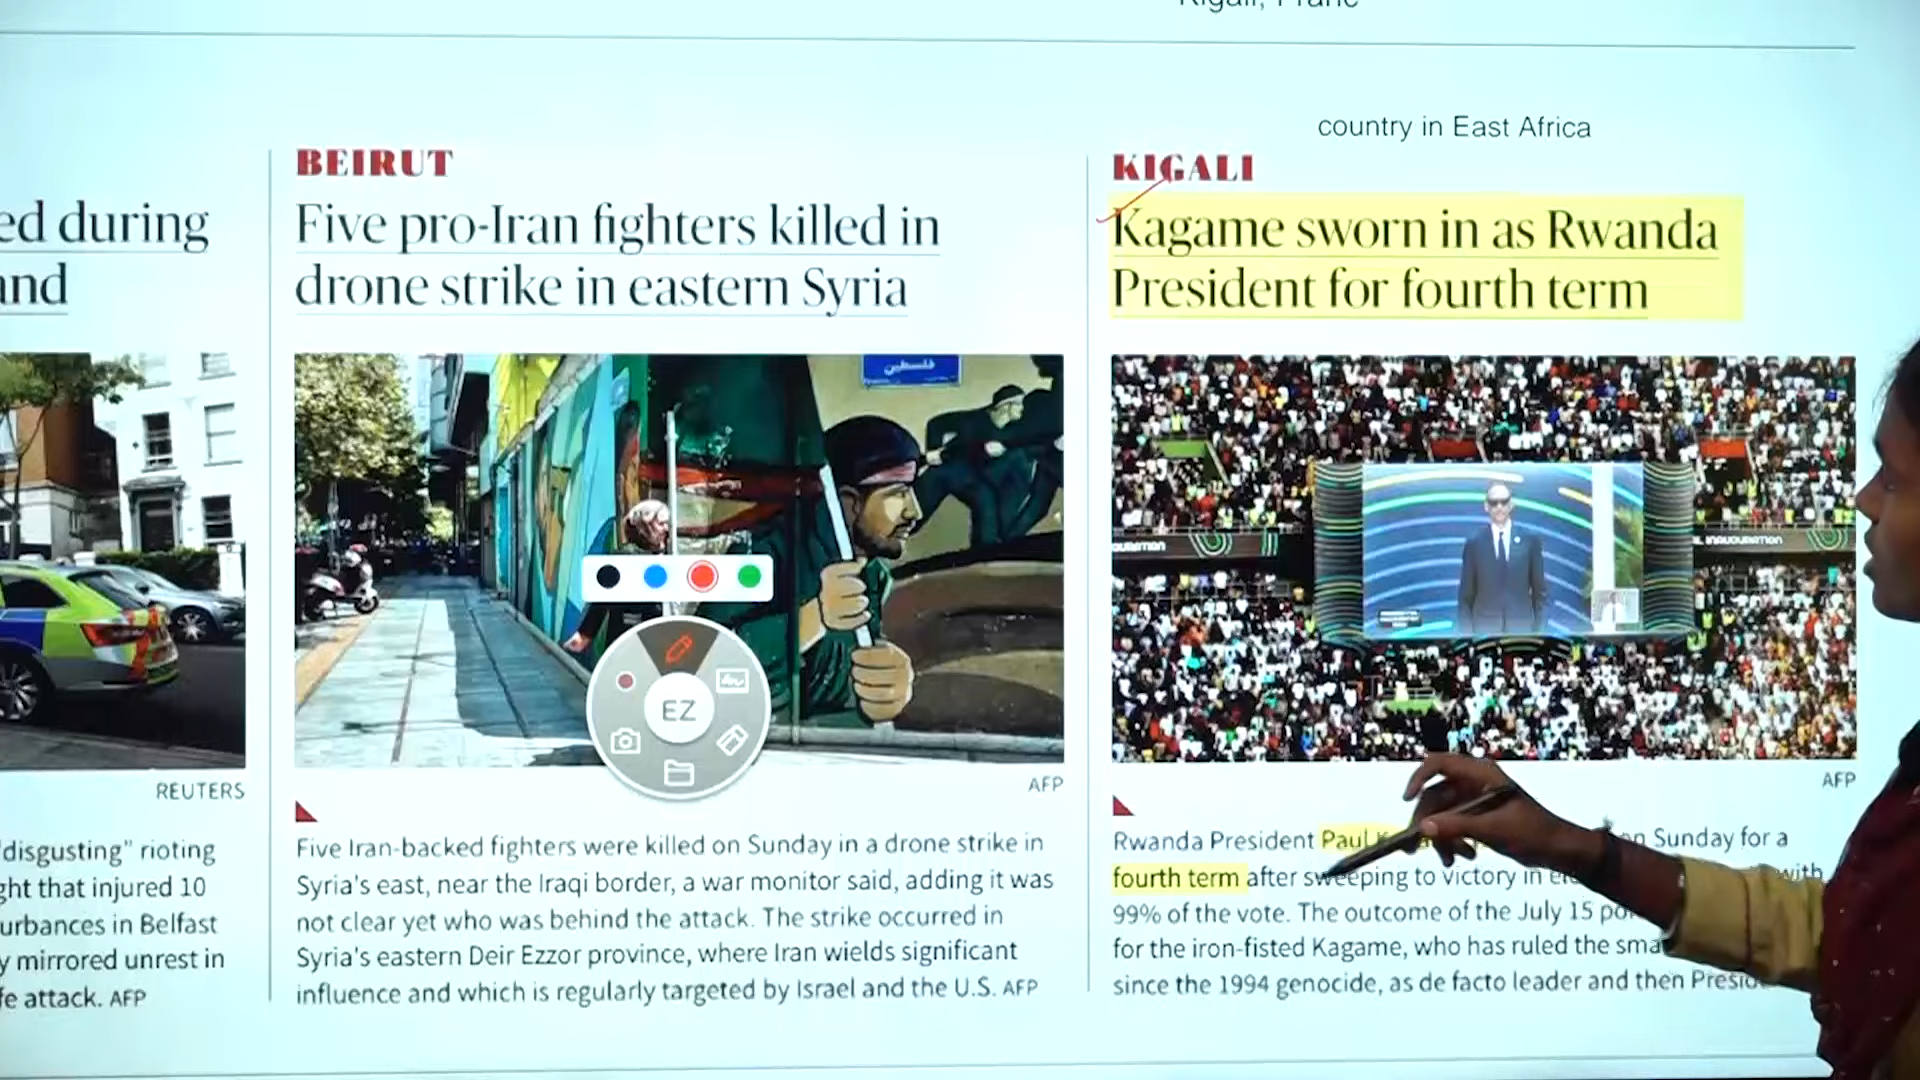 Kigali, Franc
country in East Africa
ed during
and
REUTERS
"disgusting" rioting
ght that injured 10
urbances in Belfast
y mirrored unrest in
fe attack. AFP
BEIRUT
Five pro-Iran fighters killed in
drone strike in eastern Syria
فلسطين
EZ
AFP
Five Iran-backed fighters were killed on Sunday in a drone strike in
Syria's east, near the Iraqi border, a war monitor said, adding it was
not clear yet who was behind the attack. The strike occurred in
Syria's eastern Deir Ezzor province, where Iran wields significant
influence and which is regularly targeted by Israel and the U.S. AFP
KIGALI
Kagame sworn in as Rwanda
President for fourth term
INAUGURATION
AFP
Rwanda President Paul on Sunday for a
fourth term after sweeping to victory in with
99% of the vote. The outcome of the July 15
for the iron-fisted Kagame, who has ruled the
since the 1994 genocide, as de facto leader and then